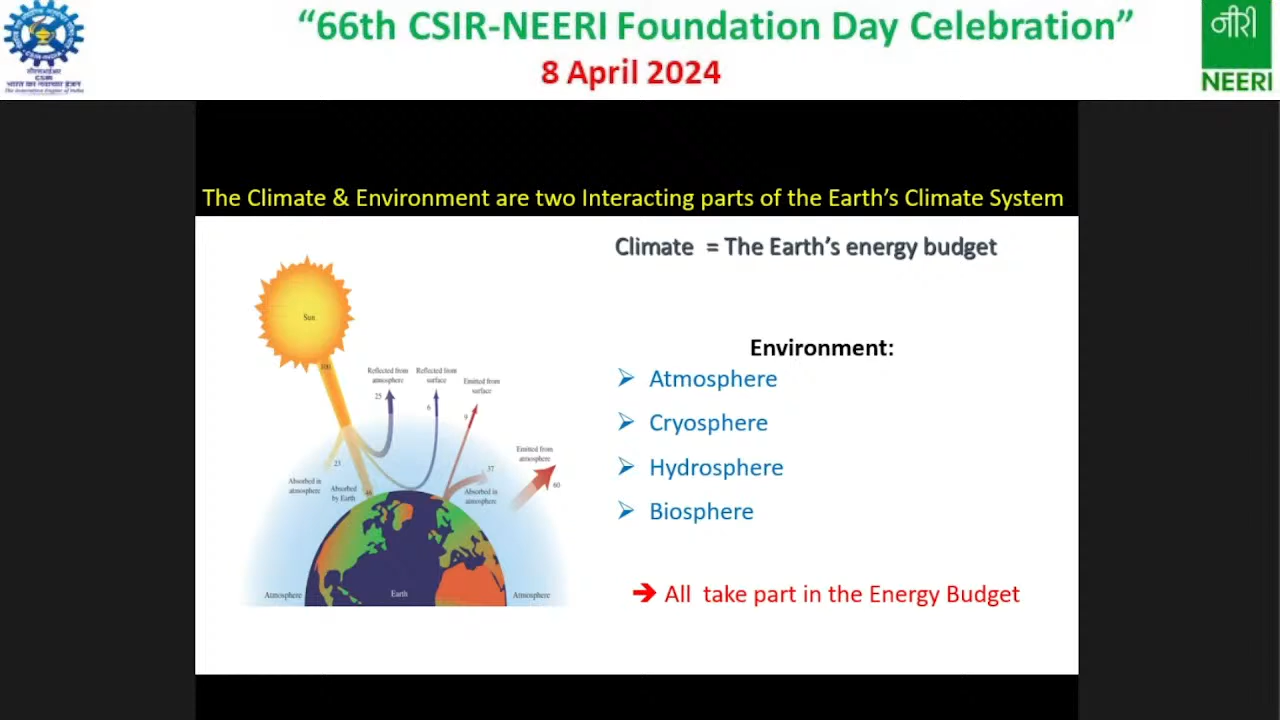 “66th CSIR-NEERI Foundation Day Celebration”
8 April 2024
CSIR
नीरी
NEERI
The Climate & Environment are two Interacting parts of the Earth’s Climate System
Climate = The Earth’s energy budget
Environment:
Atmosphere
Cryosphere
Hydrosphere
Biosphere
All take part in the Energy Budget
Sun
100
Reflected from
atmosphere
25
Reflected from
surface
6
Emitted from
surface
9
Emitted from
atmosphere
60
23
Absorbed in
atmosphere
Absorbed
by Earth
46
37
Absorbed in
atmosphere
Atmosphere
Earth
Atmosphere